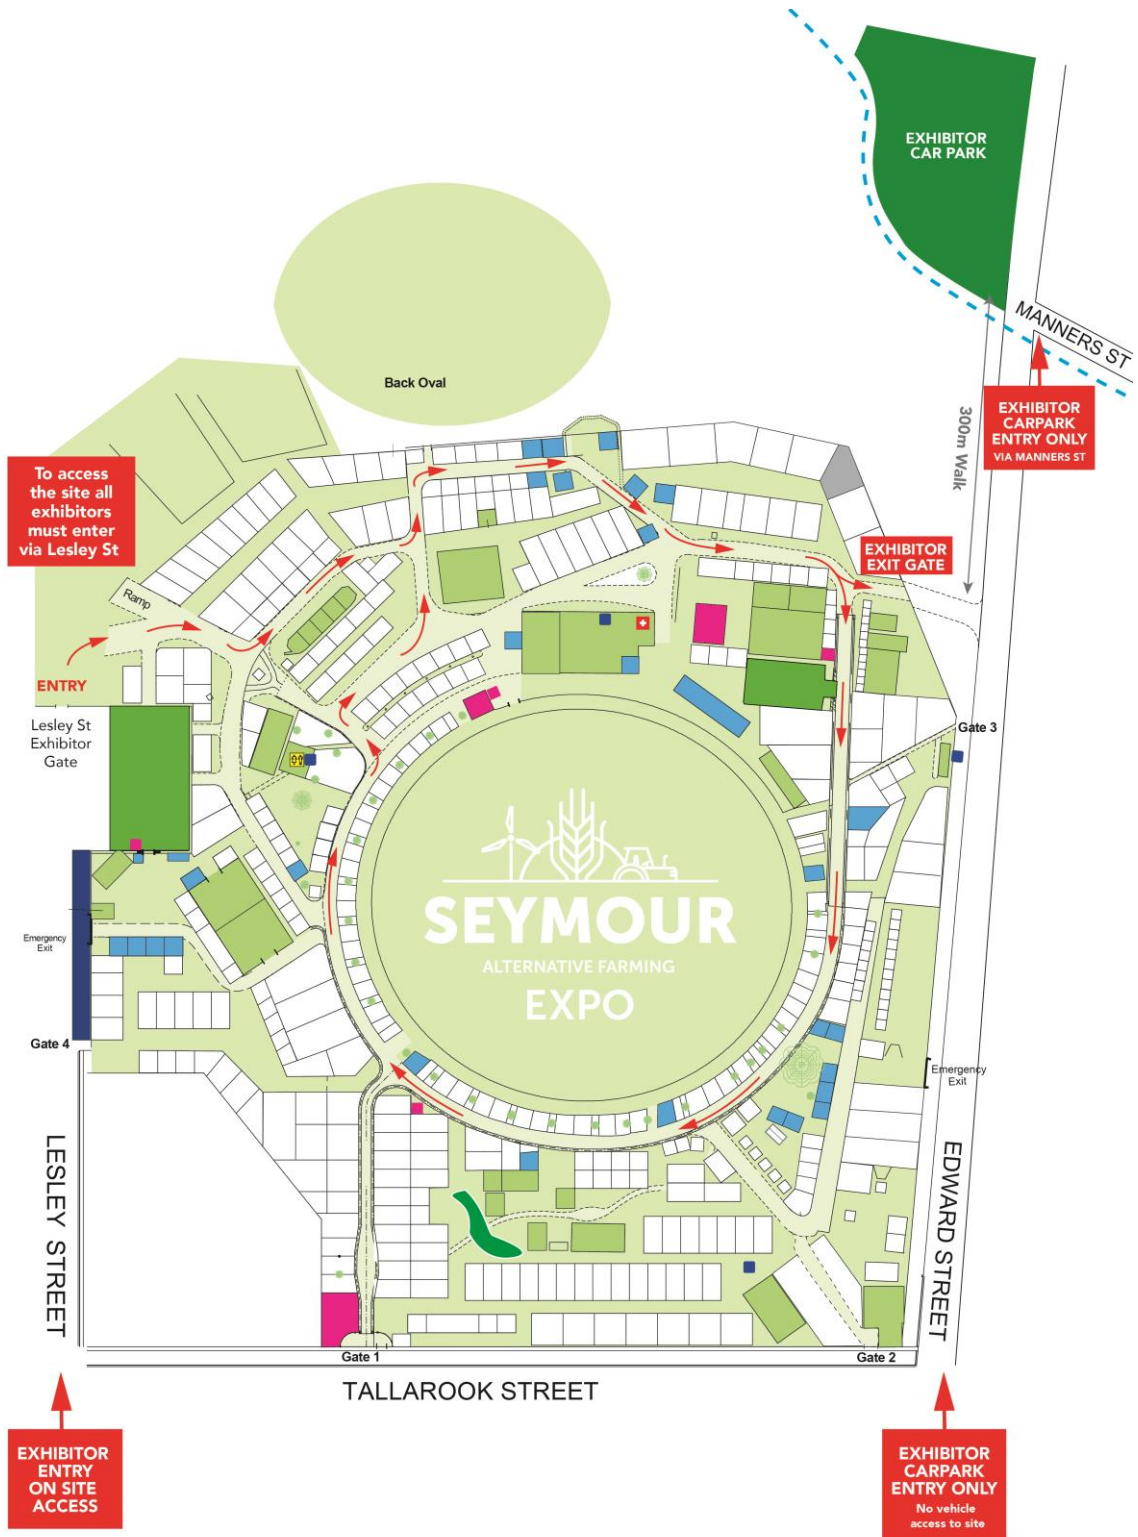 EXHIBITOR
CAR PARK
MANNERS ST
EXHIBITOR
CARPARK
ENTRY ONLY
VIA MANNERS ST
300m Walk
Back Oval
To access
the site all
exhibitors
must enter
via Lesley St
EXHIBITOR
EXIT GATE
Ramp
ENTRY
Lesley St
Exhibitor
Gate
Gate 3
SEYMOUR
ALTERNATIVE FARMING
EXPO
Emergency
Exit
Gate 4
Emergency
Exit
LESLEY STREET
EDWARD STREET
Gate 1
Gate 2
TALLAROOK STREET
EXHIBITOR
ENTRY
ON SITE
ACCESS
EXHIBITOR
CARPARK
ENTRY ONLY
No vehicle
access to site